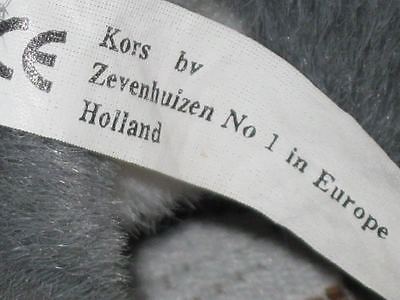 CE
Kors bv
Zevenhuizen No 1 in Europe
Holland